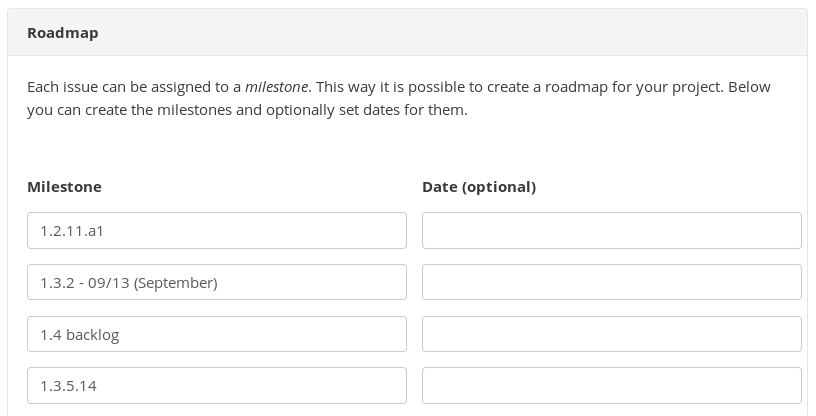 Roadmap
Each issue can be assigned to a milestone. This way it is possible to create a roadmap for your project. Below
you can create the milestones and optionally set dates for them.
Milestone Date (optional)
1.2.11.a1
1.3.2 - 09/13 (September)
1.4 backlog
1.3.5.14